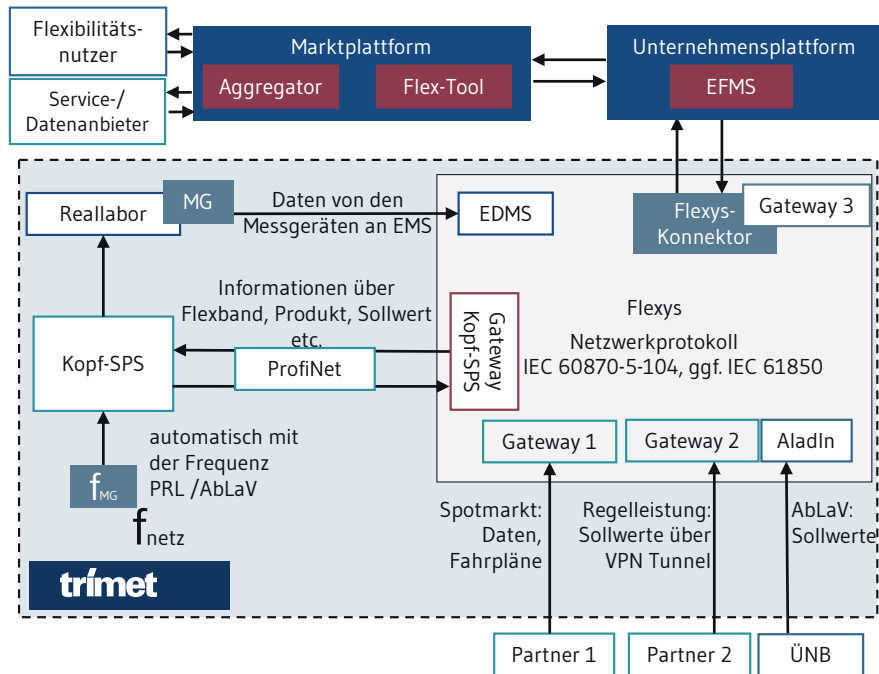 Flexibilitäts-
nutzer
Service-/
Datenanbieter
Marktplattform
Aggregator
Flex-Tool
Unternehmensplattform
EFMS
Reallabor
MG
Daten von den
Messgeräten an EMS
EDMS
Flexys-
Konnektor
Gateway 3
Informationen über
Flexband, Produkt, Sollwert
etc.
Kopf-SPS
ProfiNet
Gateway
Kopf-SPS
Flexys
Netzwerkprotokoll
IEC 60870-5-104, ggf. IEC 61850
Gateway 1
Gateway 2
AladIn
automatisch mit
der Frequenz
PRL /AbLaV
fMG
fnetz
Spotmarkt:
Daten,
Fahrpläne
Regelleistung:
Sollwerte über
VPN Tunnel
AbLaV:
Sollwerte
trimet
Partner 1
Partner 2
ÜNB